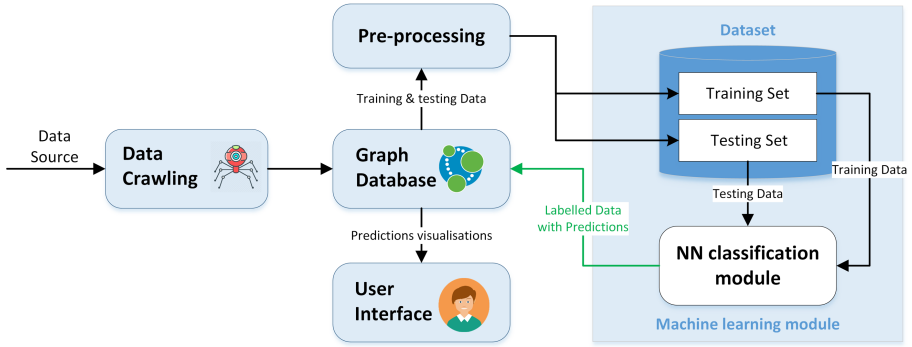 Pre-processing
Training & testing Data
Data
Source
Data
Crawling
Graph
Database
Predictions visualisations
User
Interface
Labelled Data
with Predictions
Dataset
Training Set
Testing Set
Testing Data
Training Data
NN classification
module
Machine learning module